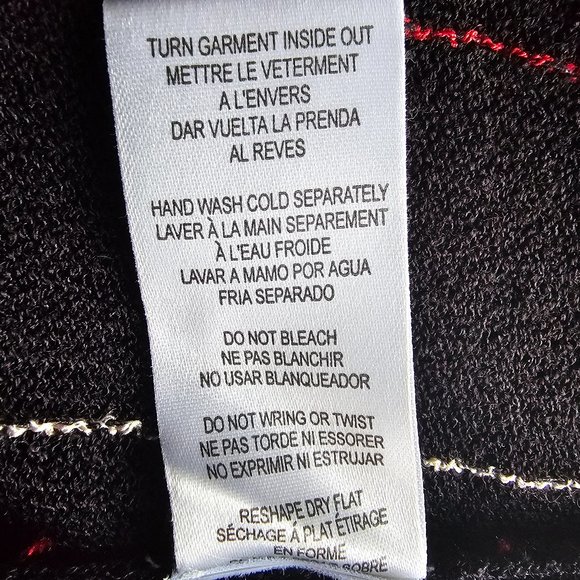 TURN GARMENT INSIDE OUT
METTRE LE VETERMENT
A L'ENVERS
DAR VUELTA LA PRENDA
AL REVES
HAND WASH COLD SEPARATELY
LAVER À LA MAIN SEPAREMENT
À L'EAU FROIDE
LAVAR A MAMO POR AGUA
FRIA SEPARADO
DO NOT BLEACH
NE PAS BLANCHIR
NO USAR BLANQUEADOR
DO NOT WRING OR TWIST
NE PAS TORDE NI ESSORER
NO EXPRIMIR NI ESTRUJAR
RESHAPE DRY FLAT
SÉCHAGE Á PLAT ÉTIRAGE
EN FORME
SOBRE